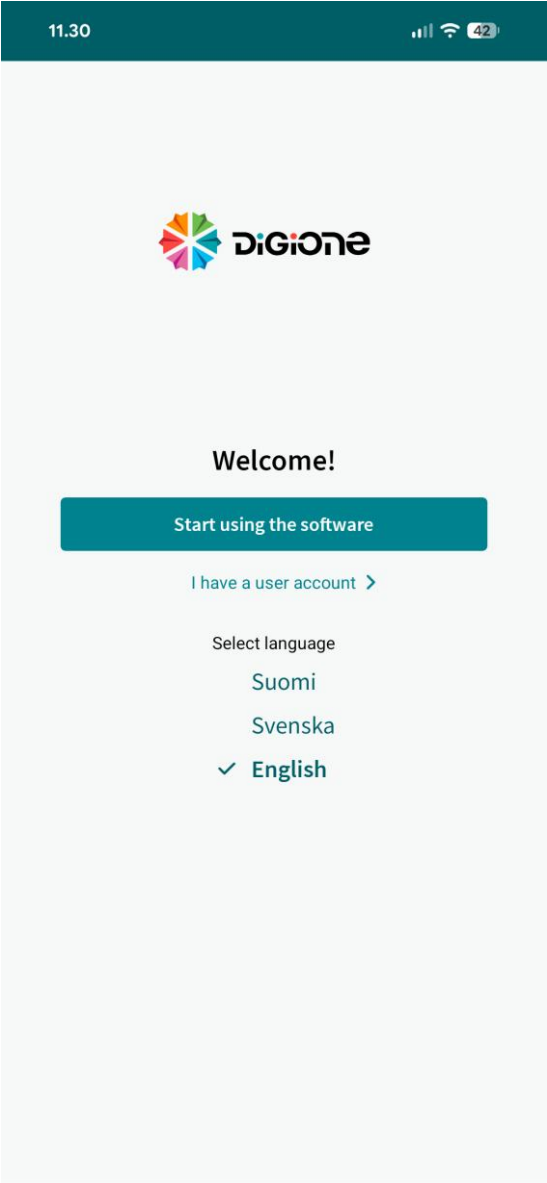 11.30
42
DiGiOne
Welcome!
Start using the software
I have a user account
Select language
Suomi
Svenska
English